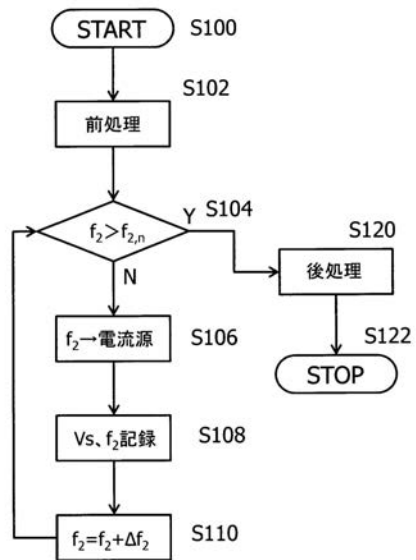 START S100
S102
前処理
Y S104
f₂>f₂,ₙ
S120
N
後処理
f₂→電流源 S106
S122
STOP
Vs、f₂記録 S108
f₂=f₂+Δf₂ S110